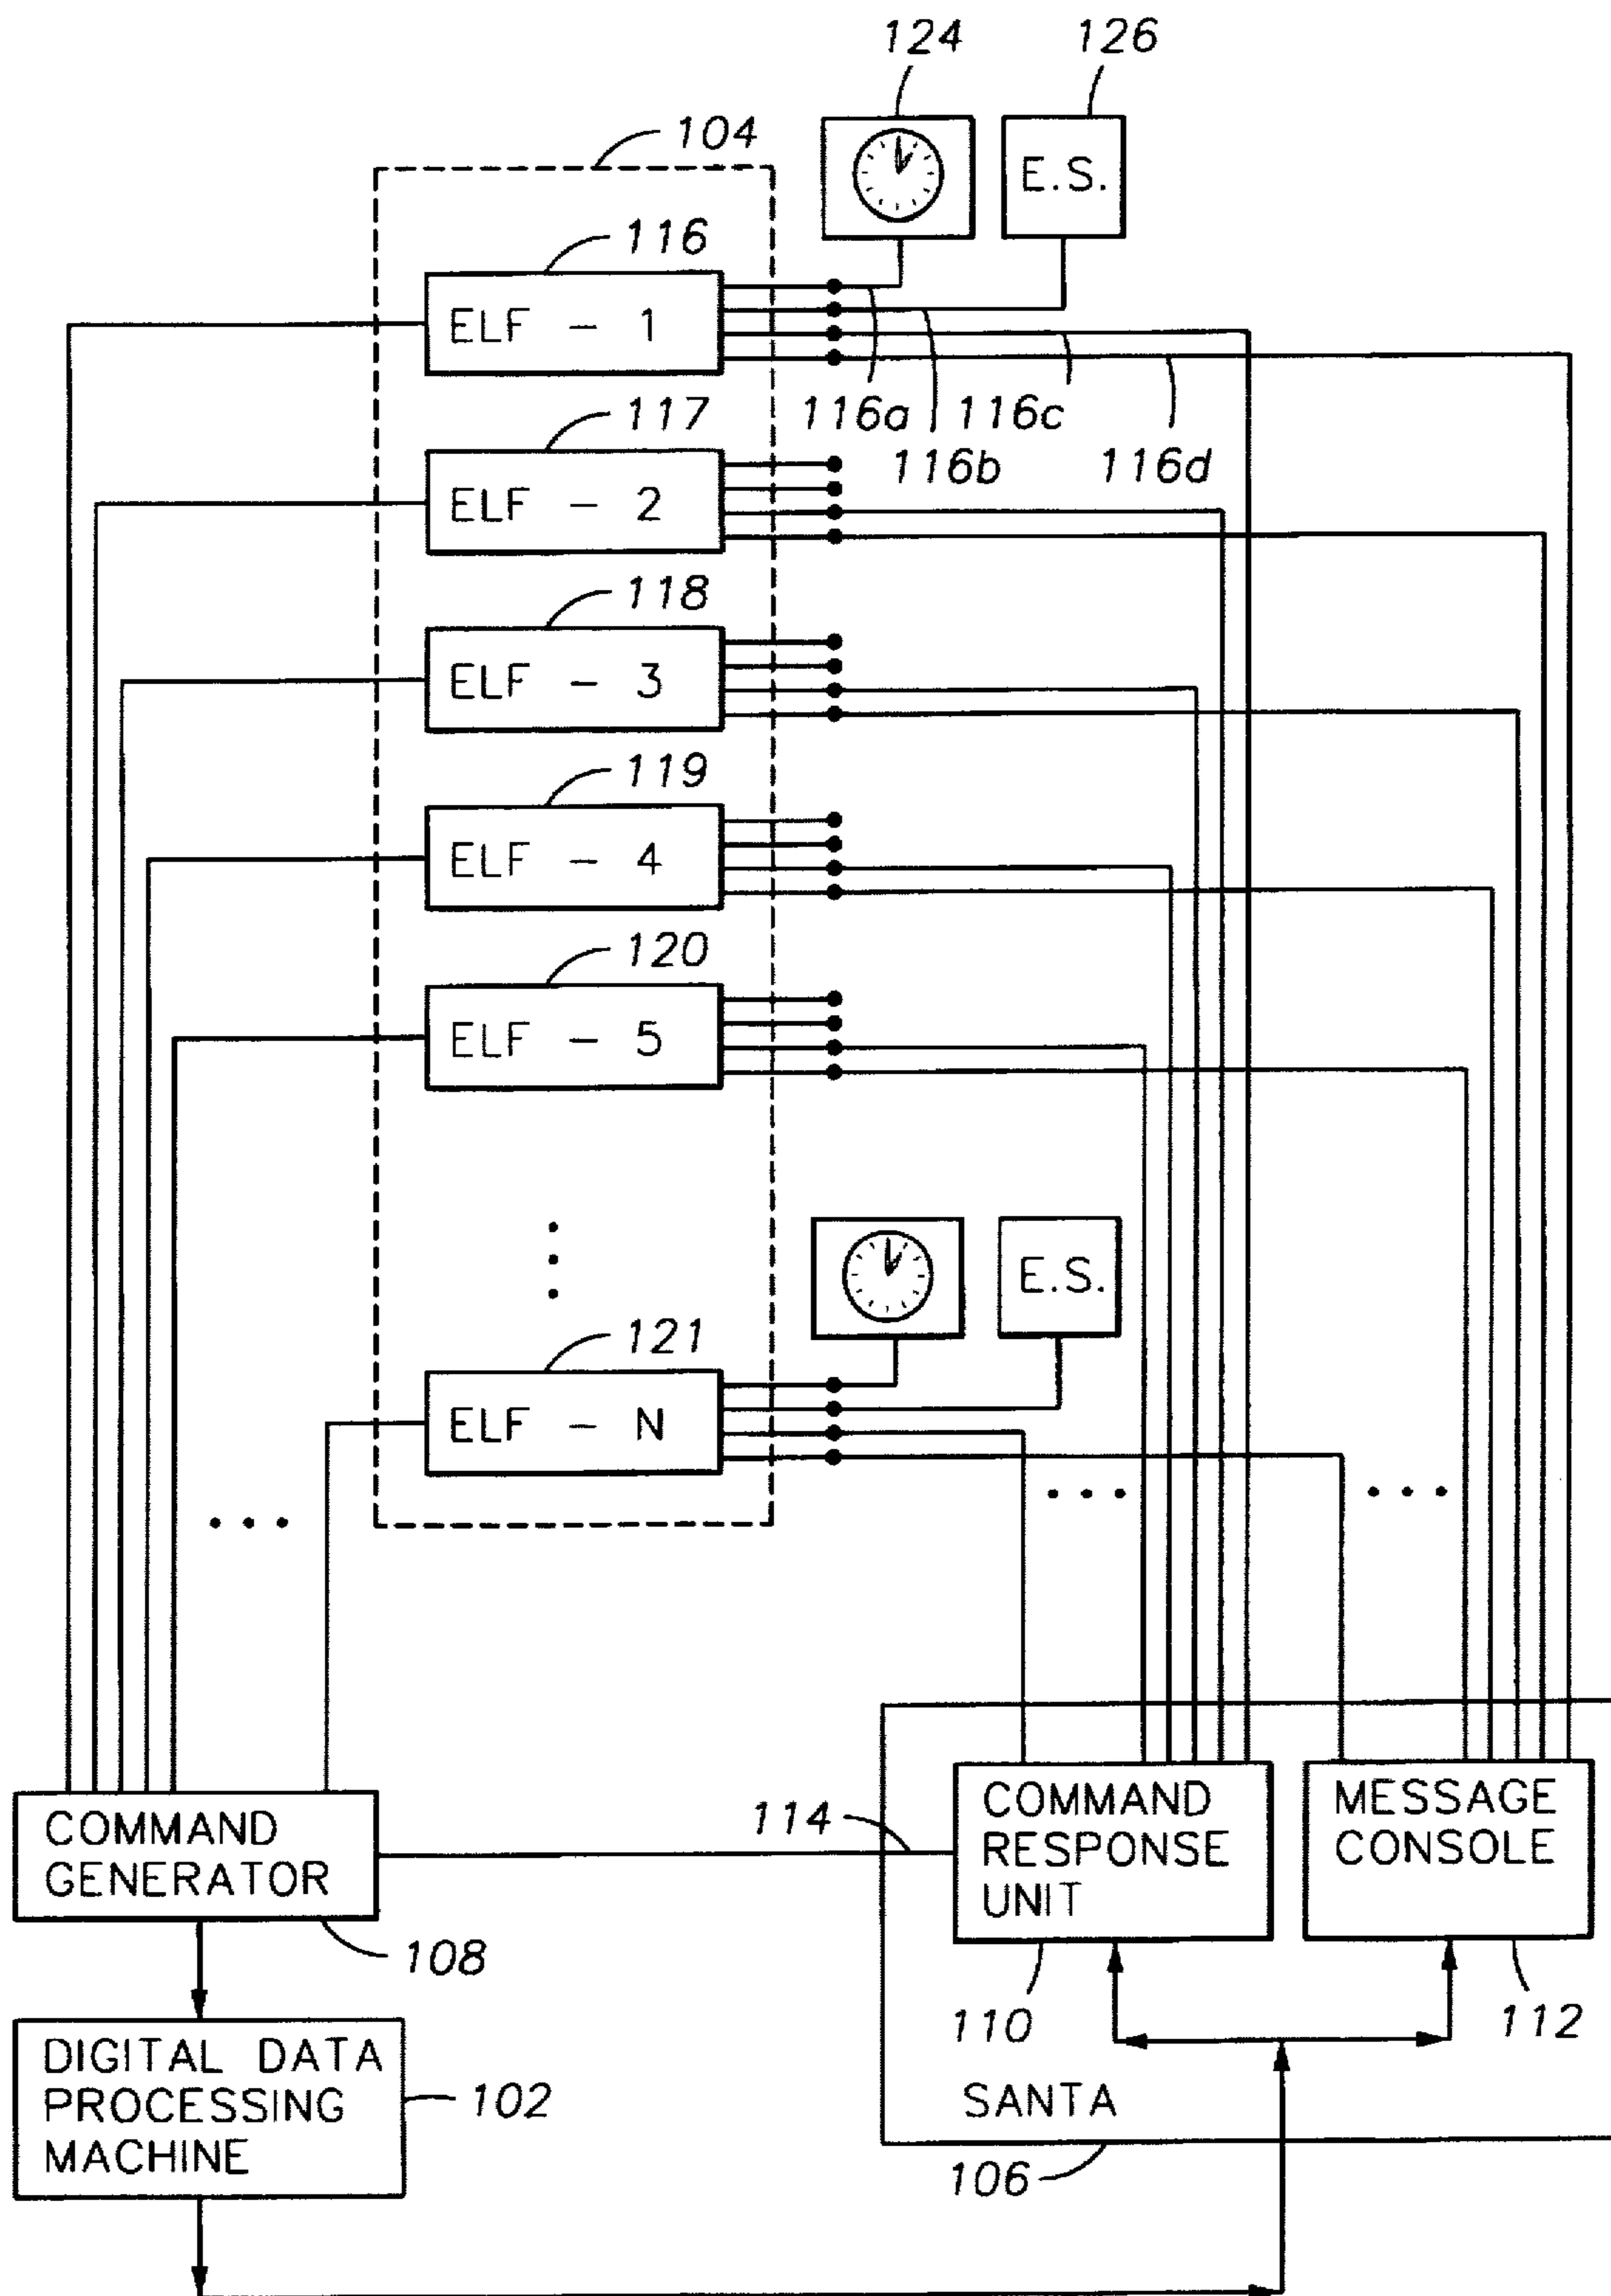 124
126
104
E.S.
116
ELF - 1
116a
116c
116b
116d
117
ELF - 2
118
ELF - 3
119
ELF - 4
120
ELF - 5
E.S.
121
ELF - N
COMMAND
GENERATOR
114
COMMAND
RESPONSE
UNIT
MESSAGE
CONSOLE
108
110
112
DIGITAL DATA
PROCESSING
MACHINE
102
SANTA
106